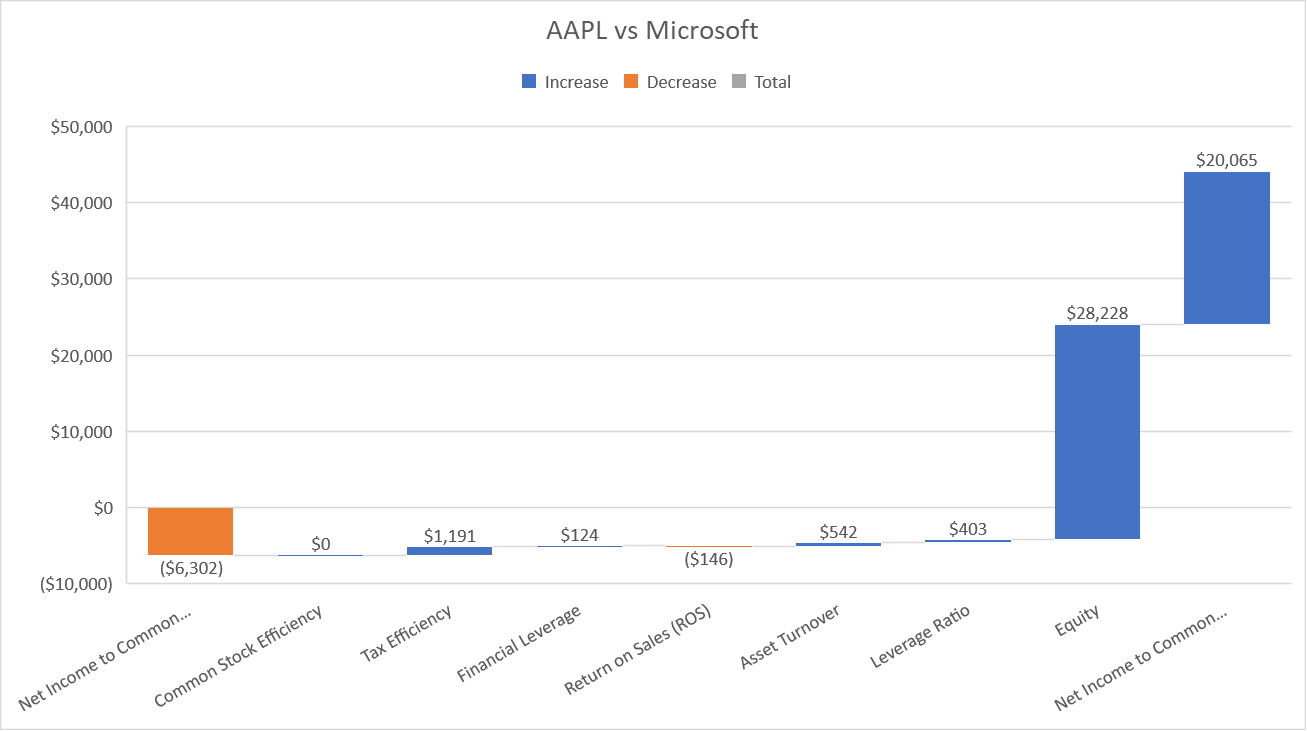 AAPL vs Microsoft
Increase Decrease Total
$50,000
$40,000
$30,000
$20,000
$10,000
$0
($10,000)
($6,302)
$0
$1,191
$124
($146)
$542
$403
$28,228
$20,065
Net Income to Common...
Common Stock Efficiency
Tax Efficiency
Financial Leverage
Return on Sales (ROS)
Asset Turnover
Leverage Ratio
Equity
Net Income to Common...